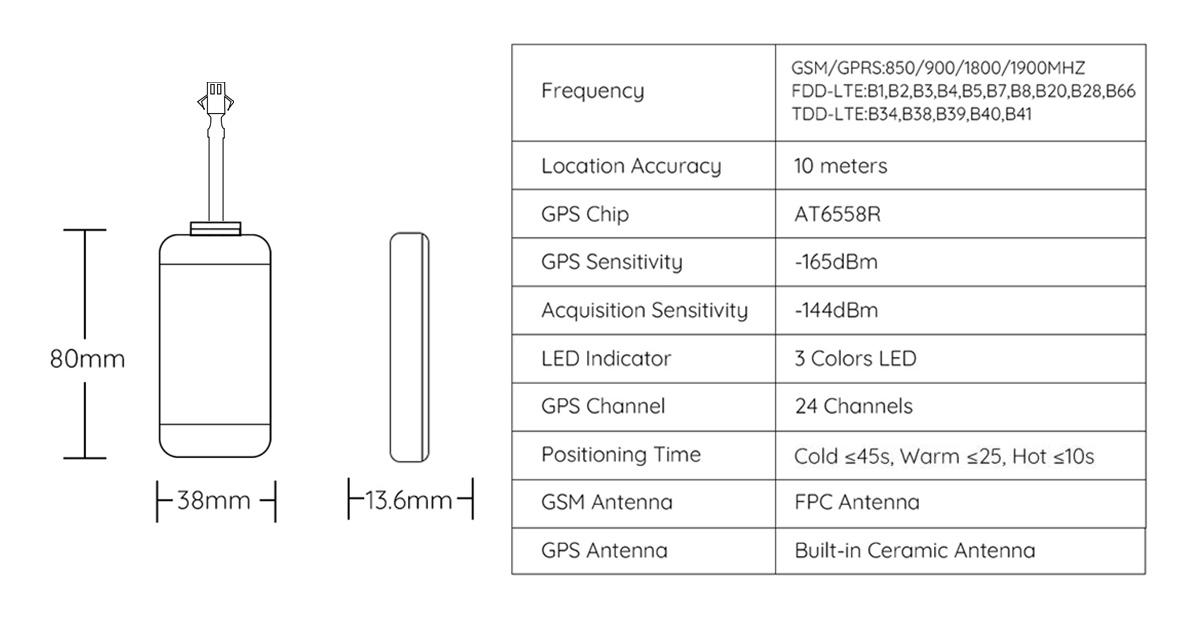 80mm
38mm
13.6mm
Frequency
GSM/GPRS:850/900/1800/1900MHZ
FDD-LTE:B1,B2,B3,B4,B5,B7,B8,B20,B28,B66
TDD-LTE:B34,B38,B39,B40,B41
Location Accuracy 10 meters
GPS Chip AT6558R
GPS Sensitivity -165dBm
Acquisition Sensitivity -144dBm
LED Indicator 3 Colors LED
GPS Channel 24 Channels
Positioning Time Cold ≤45s, Warm ≤25, Hot ≤10s
GSM Antenna FPC Antenna
GPS Antenna Built-in Ceramic Antenna